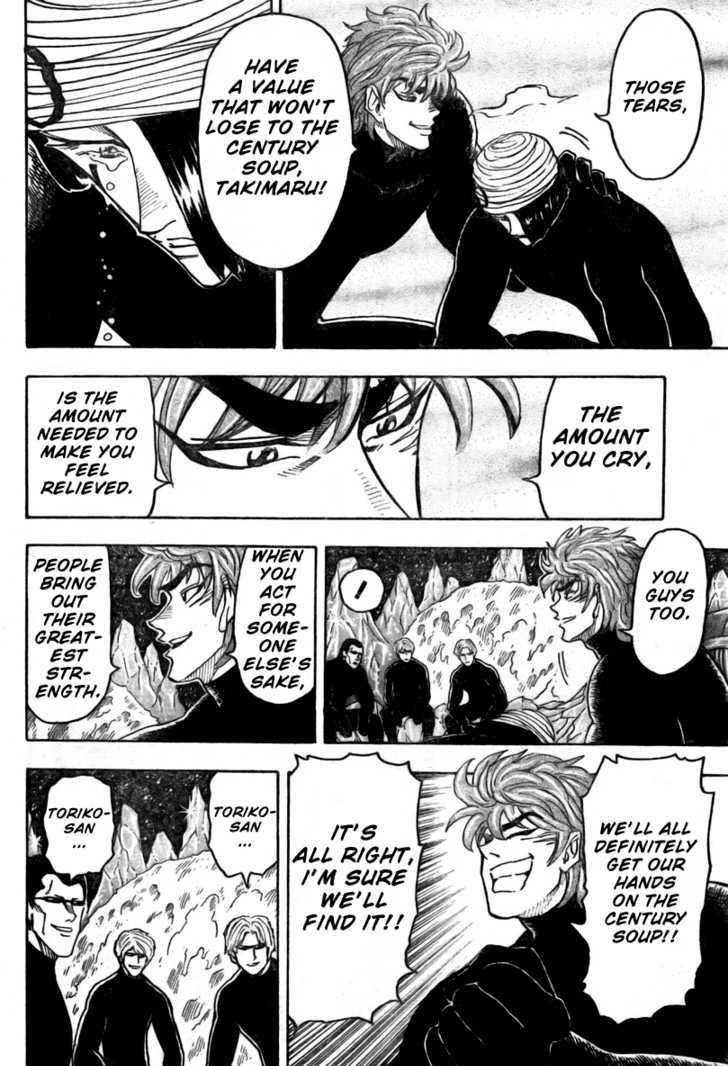 THOSE
TEARS,
HAVE
A VALUE
THAT WON'T
LOSE TO THE
CENTURY
SOUP,
TAKIMARU!
THE
AMOUNT
YOU CRY,
IS THE
AMOUNT
NEEDED TO
MAKE YOU
FEEL
RELIEVED.
YOU
GUYS
TOO.
!
WHEN
YOU
ACT
FOR
SOME-
ONE
ELSE'S
SAKE,
PEOPLE
BRING
OUT
THEIR
GREAT-
EST
STR-
ENGTH.
WE'LL ALL
DEFINITELY
GET OUR
HANDS
ON THE
CENTURY
SOUP!!
IT'S
ALL RIGHT,
I'M SURE
WE'LL
FIND IT!!
TORIKO-
SAN
...
TORIKO-
SAN
...